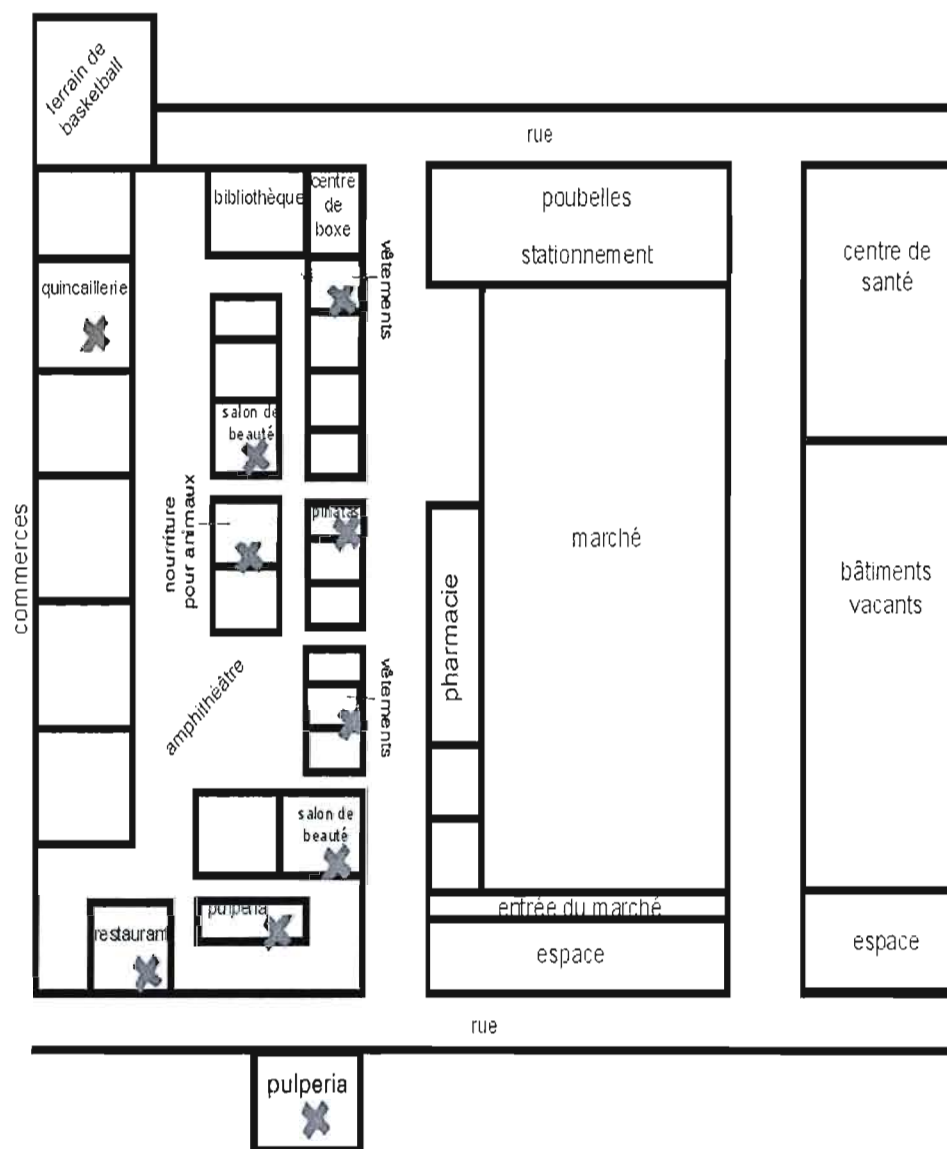 terrain de
baskelball
rue
bibliothèque
centre
de
boxe
poubelles
stationnement
centre de
santé
vêtements
quincaillerie
salon de
beauté
nourriture
pour animaux
piñatas
marché
bâtiments
vacants
commerces
pharmacie
amphithéâtre
vêtements
salon de
beauté
pulperia
restaurant
entrée du marché
espace
espace
rue
pulperia